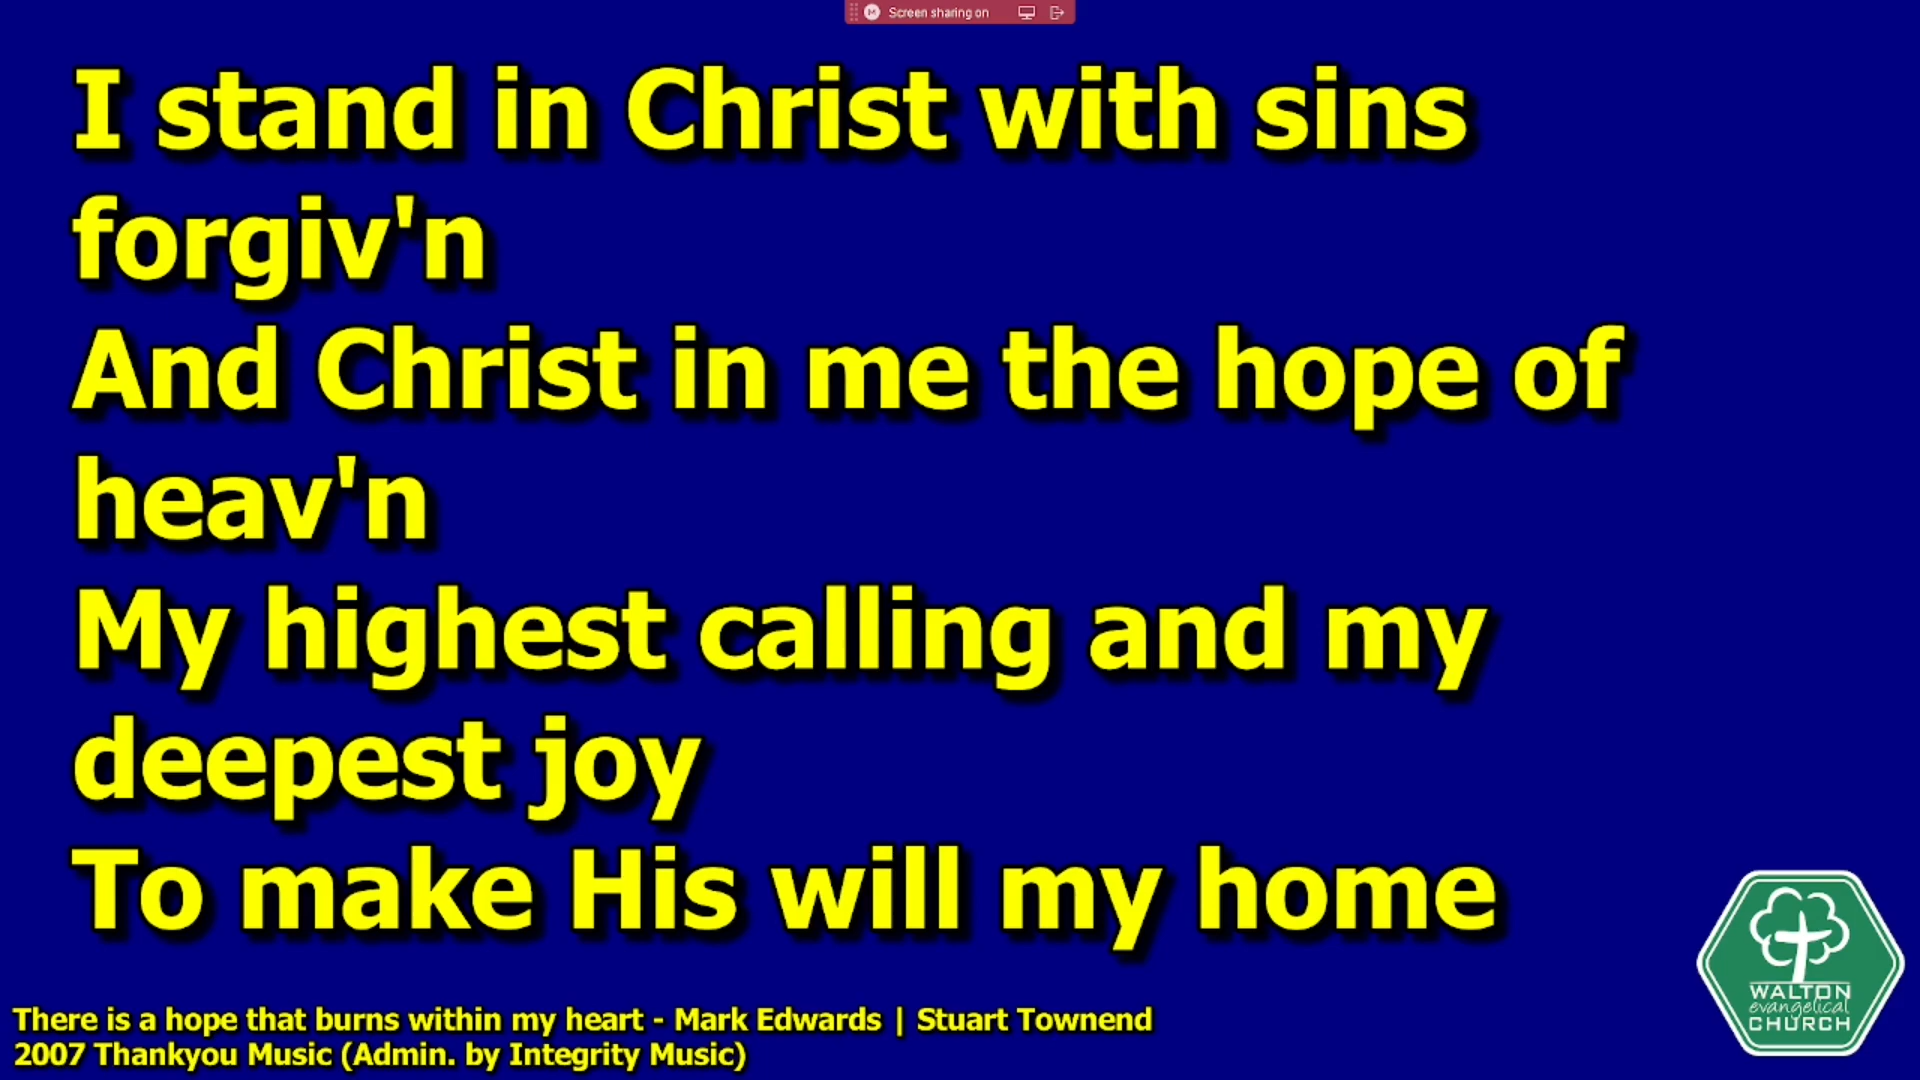 Screen sharing on
I stand in Christ with sins
forgiv'n
And Christ in me the hope of
heav'n
My highest calling and my
deepest joy
To make His will my home
There is a hope that burns within my heart - Mark Edwards | Stuart Townend
2007 Thankyou Music (Admin. by Integrity Music)
WALTON
evangelical
CHURCH